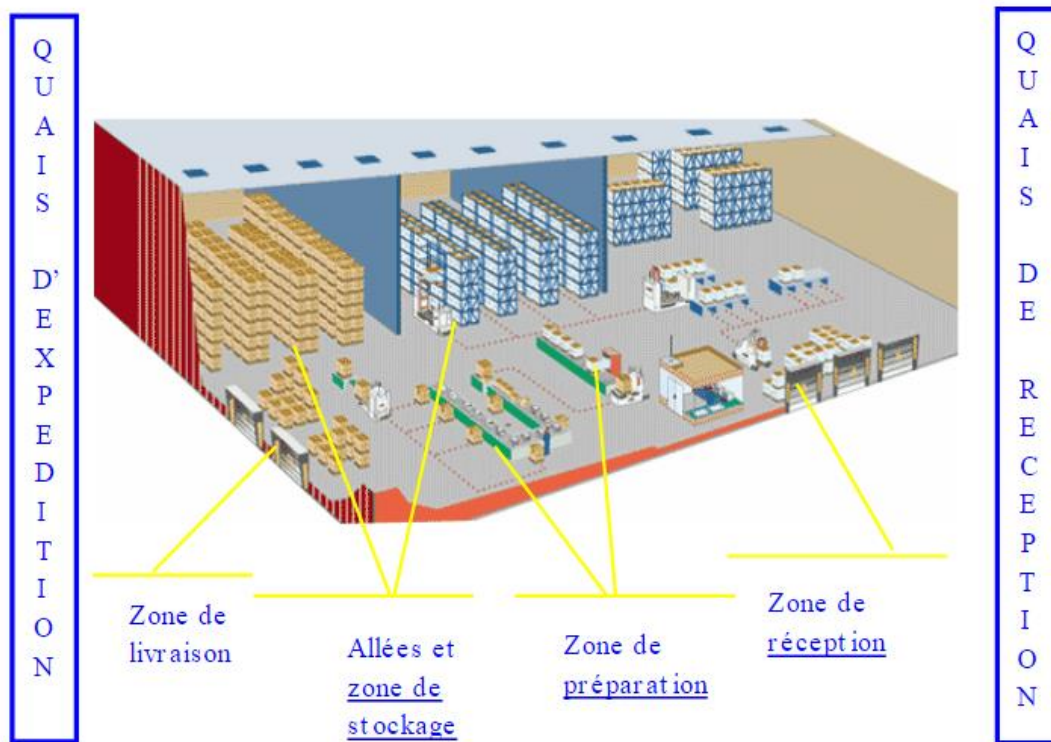 QUAIS D'EXPEDITION
QUAIS DE RECEPTION
Zone de
livraison
Allées et
zone de
stockage
Zone de
préparation
Zone de
réception